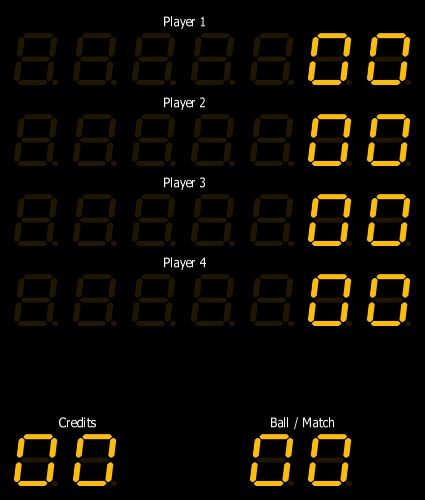 Player 1
00
Player 2
00
Player 3
00
Player 4
00
Credits Ball / Match
00 00